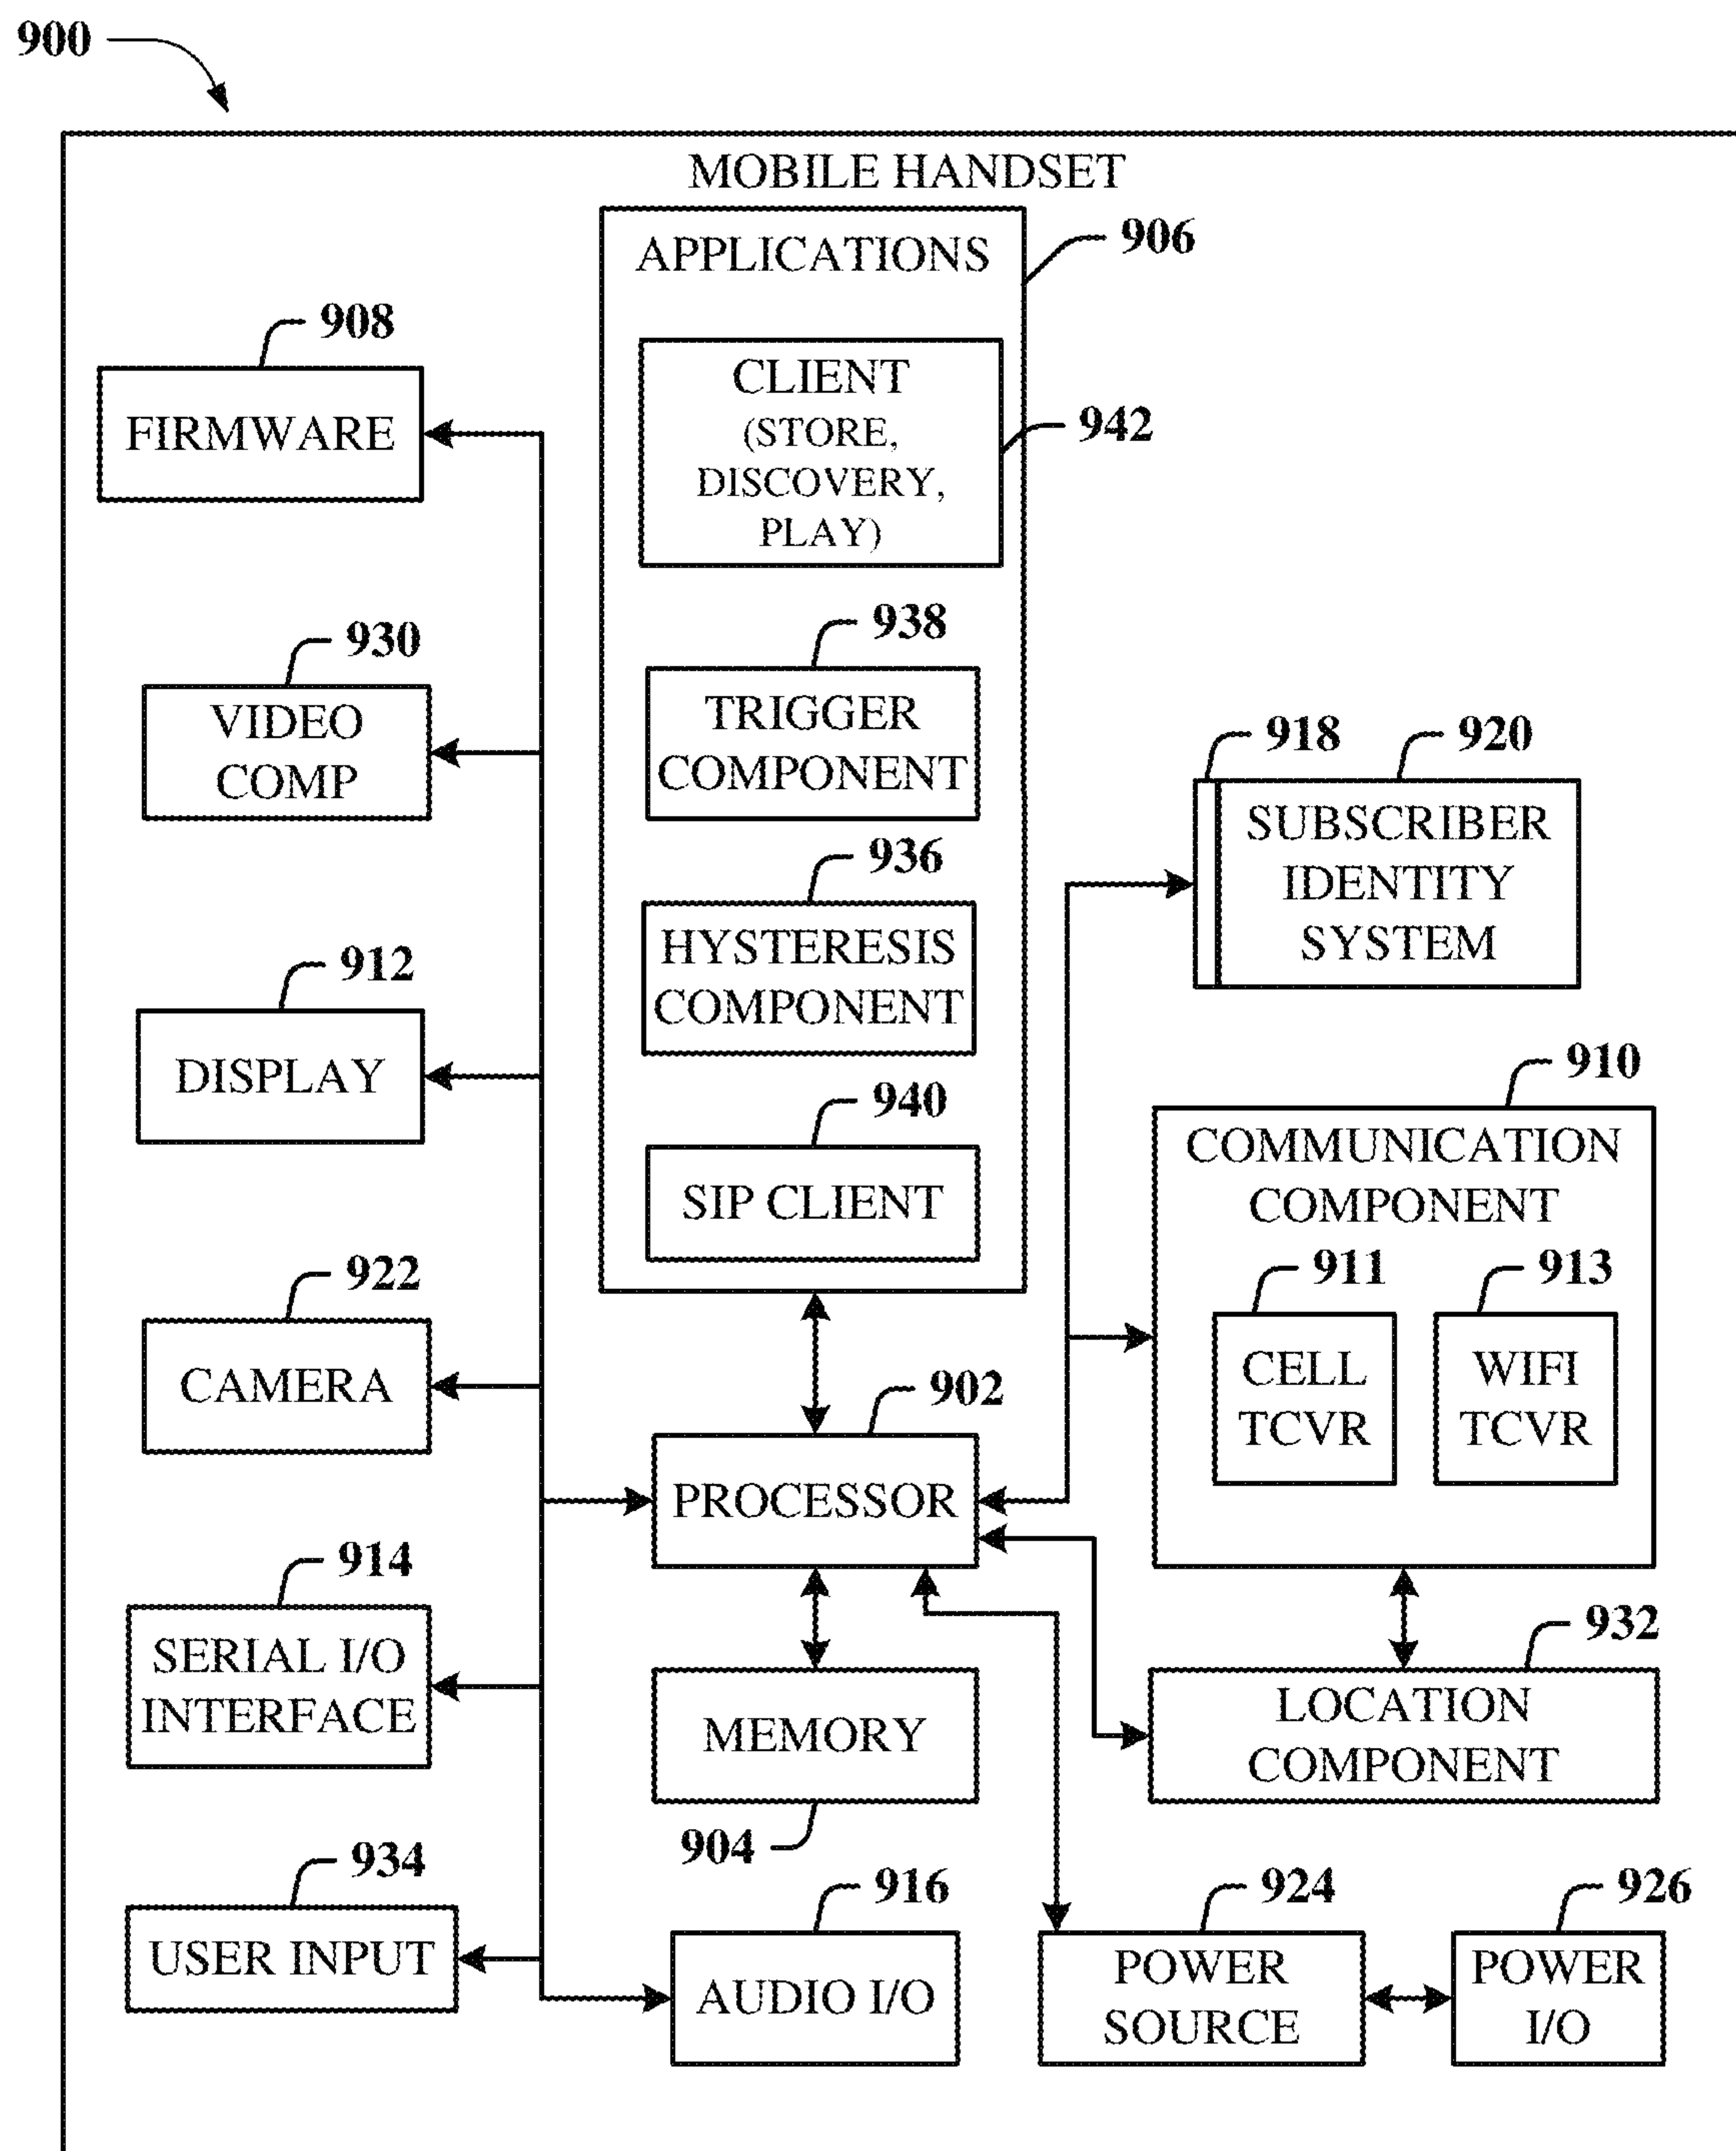 900
MOBILE HANDSET
APPLICATIONS
906
CLIENT
(STORE,
DISCOVERY,
PLAY)
942
908
FIRMWARE
930
VIDEO
COMP
938
TRIGGER
COMPONENT
918
920
SUBSCRIBER
IDENTITY
SYSTEM
936
HYSTERESIS
COMPONENT
912
DISPLAY
940
SIP CLIENT
910
COMMUNICATION
COMPONENT
911
CELL
TCVR
913
WIFI
TCVR
922
CAMERA
902
PROCESSOR
914
SERIAL I/O
INTERFACE
MEMORY
904
932
LOCATION
COMPONENT
934
USER INPUT
916
AUDIO I/O
924
POWER
SOURCE
926
POWER
I/O